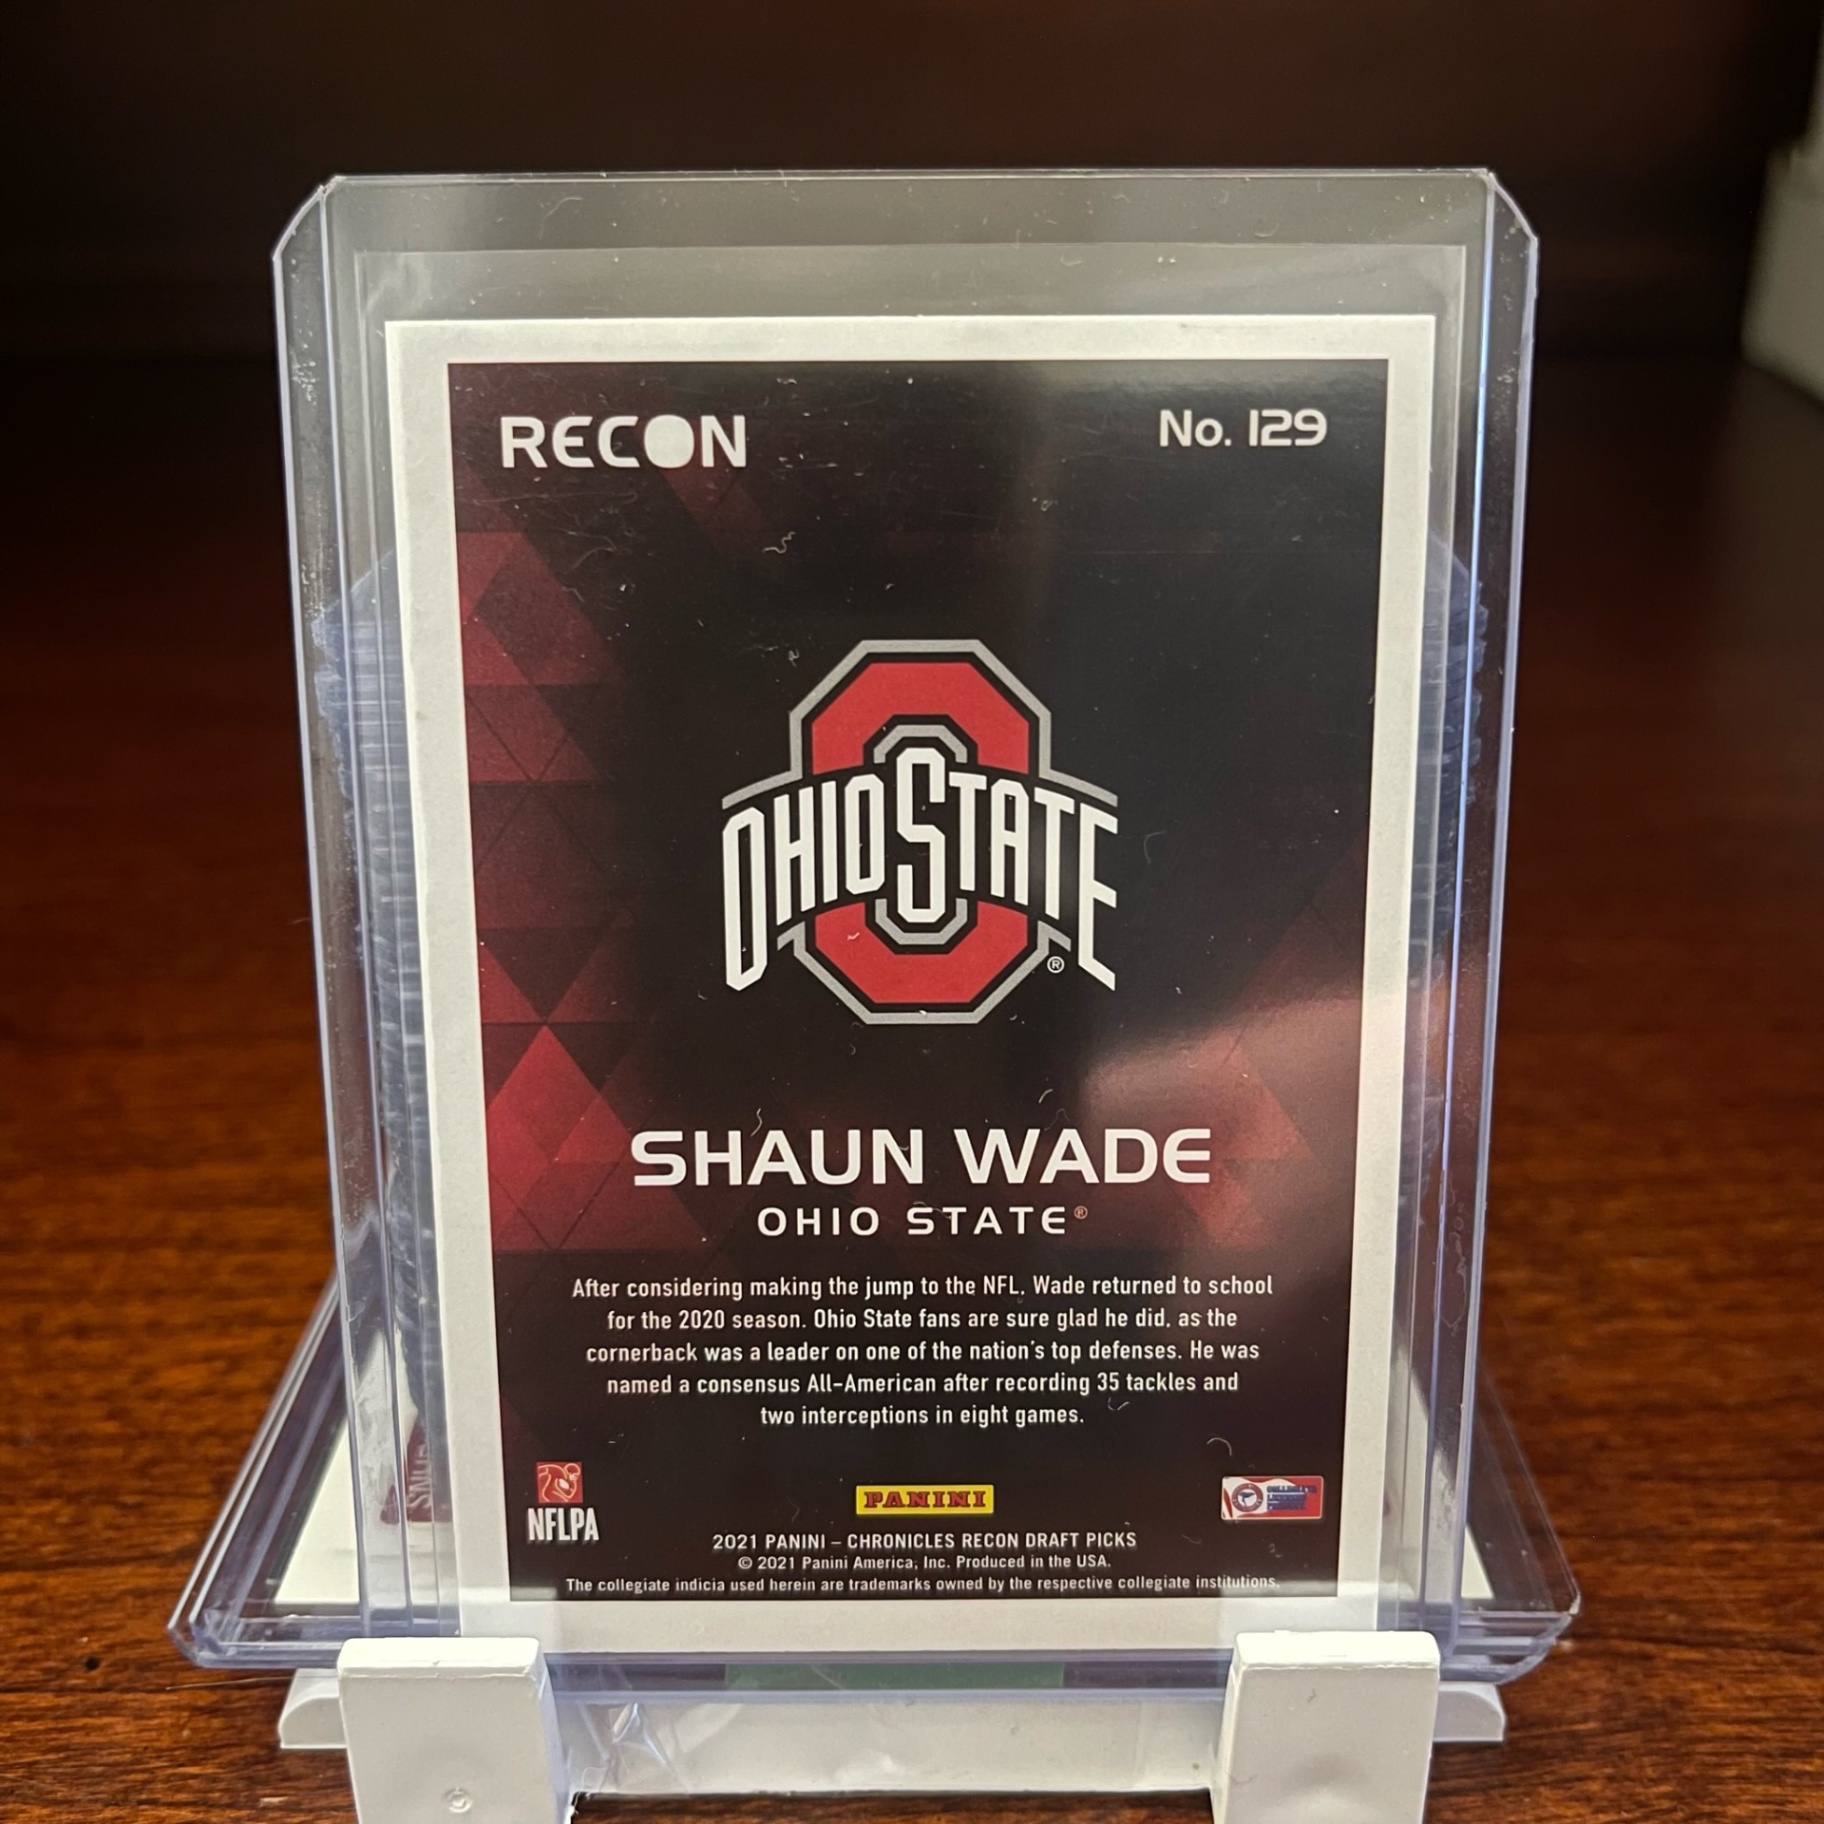 RECON
No. 129
OHIO STATE
®
SHAUN WADE
OHIO STATE®
After considering making the jump to the NFL, Wade returned to school
for the 2020 season. Ohio State fans are sure glad he did, as the
cornerback was a leader on one of the nation's top defenses. He was
named a consensus All-American after recording 35 tackles and
two interceptions in eight games.
NFLPA
PANINI
2021 PANINI – CHRONICLES RECON DRAFT PICKS
© 2021 Panini America, Inc. Produced in the USA.
The collegiate indicia used herein are trademarks owned by the respective collegiate institutions.